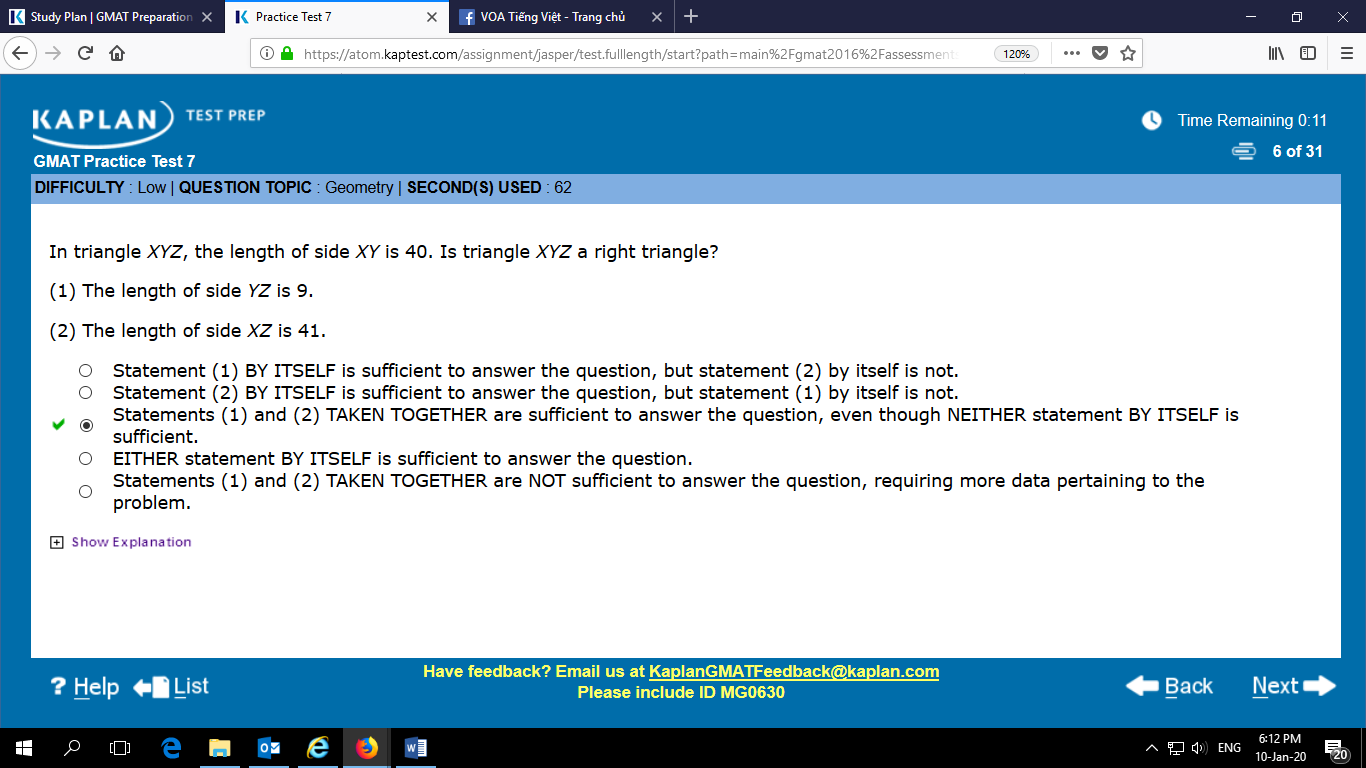 Study Plan | GMAT Preparation
Practice Test 7
VOA Tiếng Việt - Trang chủ
https://atom.kaptest.com/assignment/jasper/test.fulllength/start?path=main%2Fgmat2016%2Fassessment
120%
KAPLAN TEST PREP
Time Remaining 0:11
6 of 31
GMAT Practice Test 7
DIFFICULTY : Low | QUESTION TOPIC : Geometry | SECOND(S) USED : 62
In triangle XYZ, the length of side XY is 40. Is triangle XYZ a right triangle?
(1) The length of side YZ is 9.
(2) The length of side XZ is 41.
Statement (1) BY ITSELF is sufficient to answer the question, but statement (2) by itself is not.
Statement (2) BY ITSELF is sufficient to answer the question, but statement (1) by itself is not.
Statements (1) and (2) TAKEN TOGETHER are sufficient to answer the question, even though NEITHER statement BY ITSELF is
sufficient.
EITHER statement BY ITSELF is sufficient to answer the question.
Statements (1) and (2) TAKEN TOGETHER are NOT sufficient to answer the question, requiring more data pertaining to the
problem.
Show Explanation
Have feedback? Email us at KaplanGMATFeedback@kaplan.com
Please include ID MG0630
? Help
List
Back
Next
ENG
6:12 PM
10-Jan-20
20